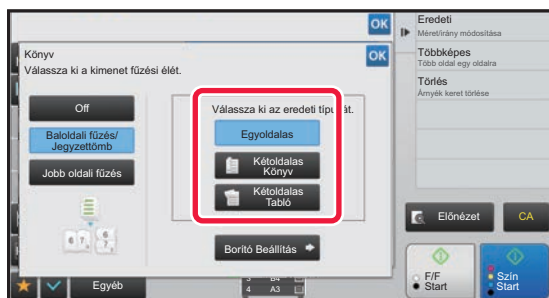 OK
Könyv
OK
Válassza ki a kimenet fűzési élét.
Off
Baloldali fűzés/
Jegyzettömb
Jobb oldali fűzés
Válassza ki az eredeti típusát.
Egyoldalas
Kétoldalas
Könyv
Kétoldalas
Tabló
Borító Beállítás
Egyéb
4 A3
Eredeti
Méret/irány módosítása
Többképes
Több oldal egy oldalra
Törlés
Árnyék keret törlése
Előnézet
CA
F/F
Start
Szín
Start